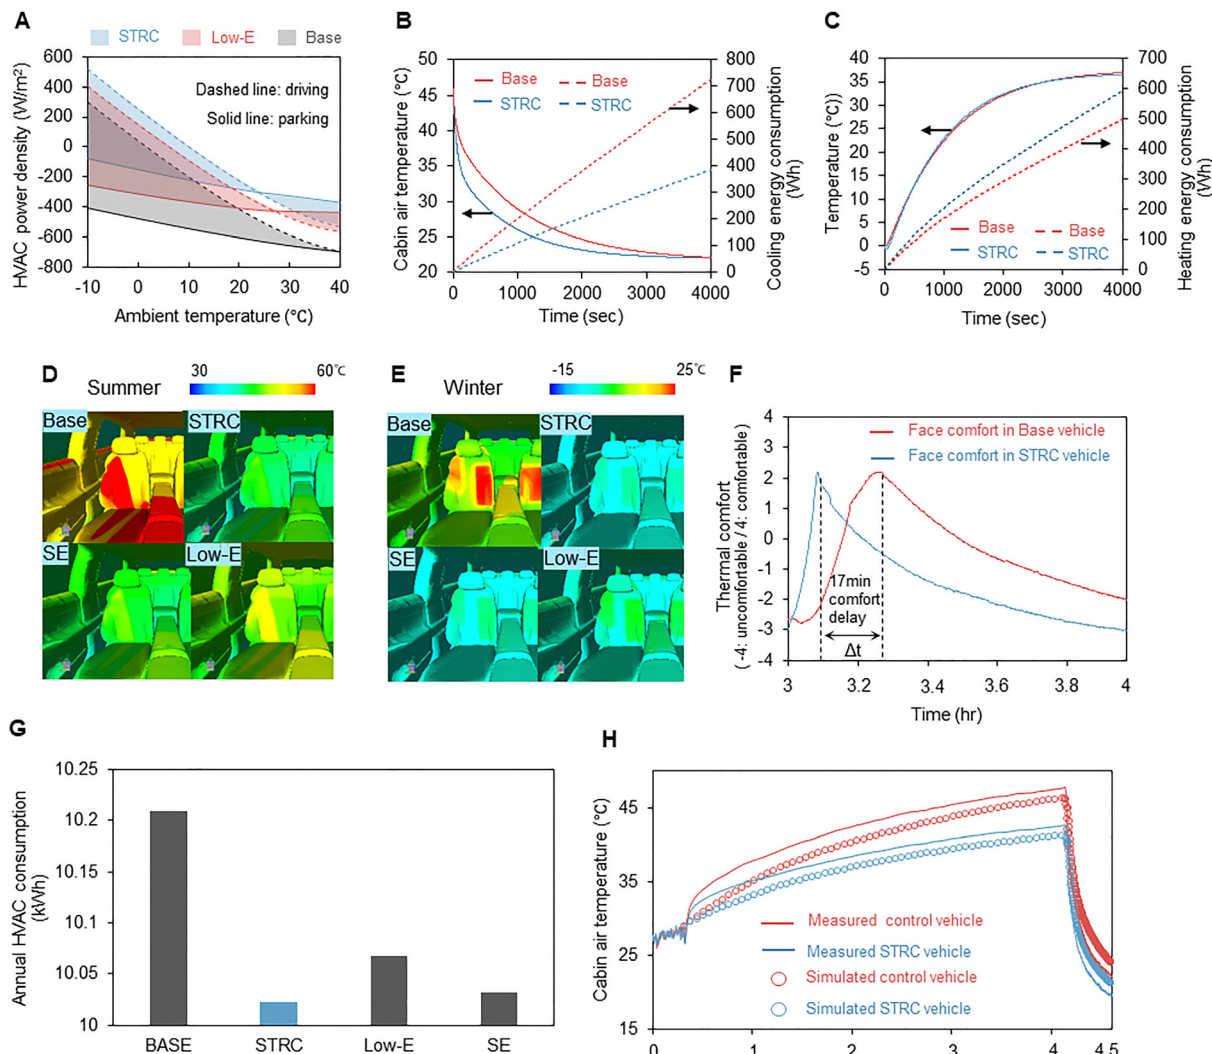 A
STRC
Low-E
Base
HVAC power density (W/m²)
600
400
200
0
-200
-400
-600
-800
Dashed line: driving
Solid line: parking
-10
0
10
20
30
40
Ambient temperature (℃)
B
Cabin air temperature (℃)
50
45
40
35
30
25
20
Base
Base
STRC
STRC
800
700
600
500
400
300
200
100
50
0
Cooling energy consumption
(Wh)
0
1000
2000
3000
4000
Time (sec)
C
Temperature (℃))
40
35
30
25
20
15
10
5
0
-5
Base
Base
STRC
STRC
700
600
500
400
300
200
100
0
Heating energy consumption
(Wh)
0
1000
2000
3000
4000
Time (sec)
D
Summer
30
60℃
Base
STRC
SE
Low-E
E
Winter
-15
25℃
Base
STRC
SE
Low-E
F
Thermal comfort
( -4: uncomfortable / 4: comfortable)
4
3
2
1
0
-1
-2
-3
-4
Face comfort in Base vehicle
Face comfort in STRC vehicle
17min
comfort
delay
Δt
3
3.2
3.4
3.6
3.8
4
Time (hr)
G
Annual HVAC consumption
(kWh)
10.25
10.2
10.15
10.1
10.05
10
BASE
STRC
Low-E
SE
H
Cabin air temperature (℃)
45
35
25
15
Measured control vehicle
Measured STRC vehicle
Simulated control vehicle
Simulated STRC vehicle
0
1
2
3
4
4.5